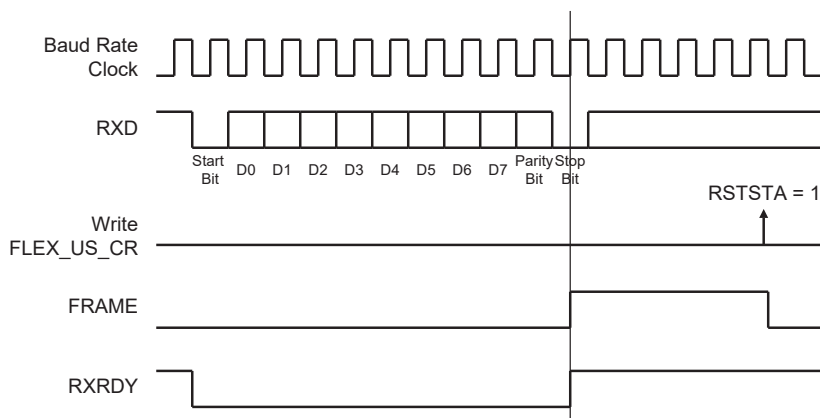 Baud Rate
Clock
RXD
Start
Bit
D0 D1 D2 D3 D4 D5 D6 D7
Parity
Bit
Stop
Bit
RSTSTA = 1
Write
FLEX_US_CR
FRAME
RXRDY